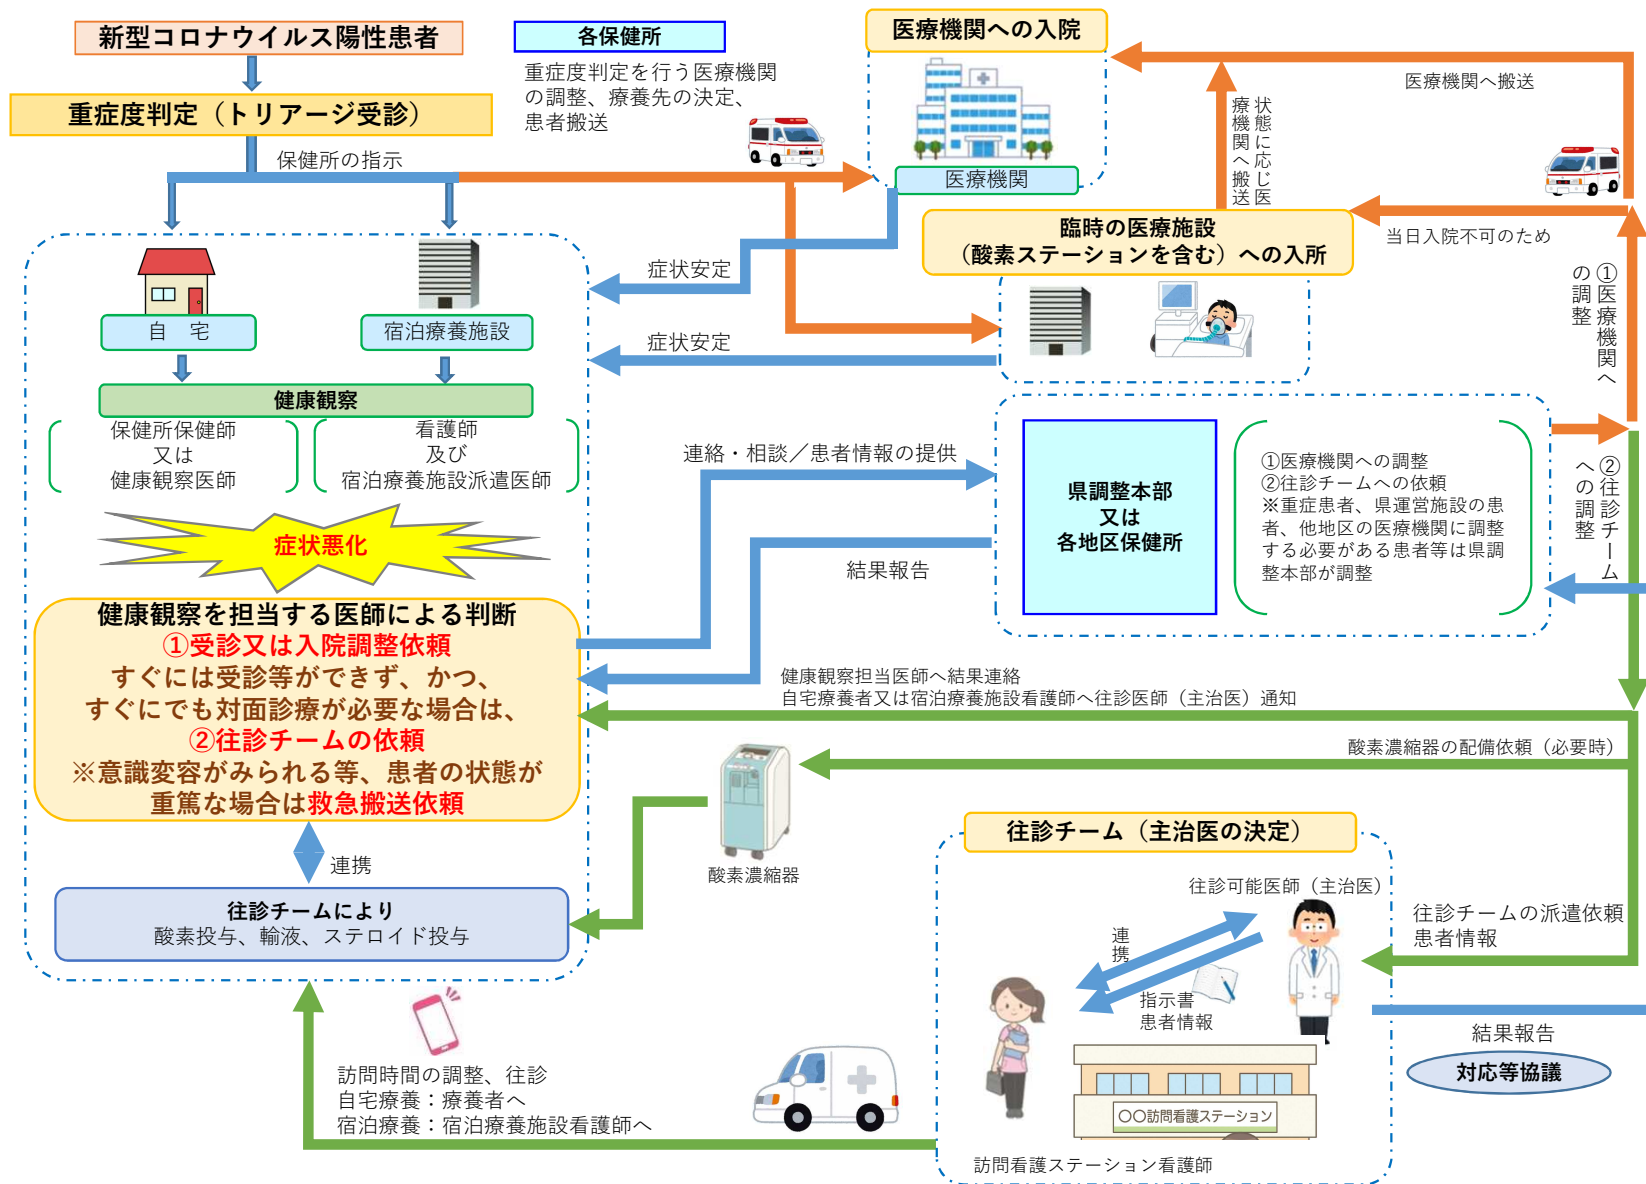 新型コロナウイルス陽性患者
重症度判定（トリアージ受診）
保健所の指示
各保健所
重症度判定を行う医療機関
の調整、療養先の決定、
患者搬送
医療機関への入院
医療機関
医療機関へ搬送
状態に応じ医
療機関へ搬送
臨時の医療施設
（酸素ステーションを含む）への入所
当日入院不可のため
①医療機関へ
の調整
症状安定
症状安定
自　宅
宿泊療養施設
健康観察
保健所保健師
又は
健康観察医師
看護師
及び
宿泊療養施設派遣医師
症状悪化
連絡・相談／患者情報の提供
結果報告
県調整本部
又は
各地区保健所
①医療機関への調整
②往診チームへの依頼
※重症患者、県運営施設の患
者、他地区の医療機関に調整
する必要がある患者等は県調
整本部が調整
②往診チーム
への調整
健康観察を担当する医師による判断
①受診又は入院調整依頼
すぐには受診等ができず、かつ、
すぐにでも対面診療が必要な場合は、
②往診チームの依頼
※意識変容がみられる等、患者の状態が
重篤な場合は救急搬送依頼
健康観察担当医師へ結果連絡
自宅療養者又は宿泊療養施設看護師へ往診医師（主治医）通知
酸素濃縮器の配備依頼（必要時）
酸素濃縮器
連携
往診チームにより
酸素投与、輸液、ステロイド投与
往診チーム（主治医の決定）
往診可能医師（主治医）
連携
指示書
患者情報
往診チームの派遣依頼
患者情報
〇〇訪問看護ステーション
訪問看護ステーション看護師
結果報告
対応等協議
訪問時間の調整、往診
自宅療養：療養者へ
宿泊療養：宿泊療養施設看護師へ